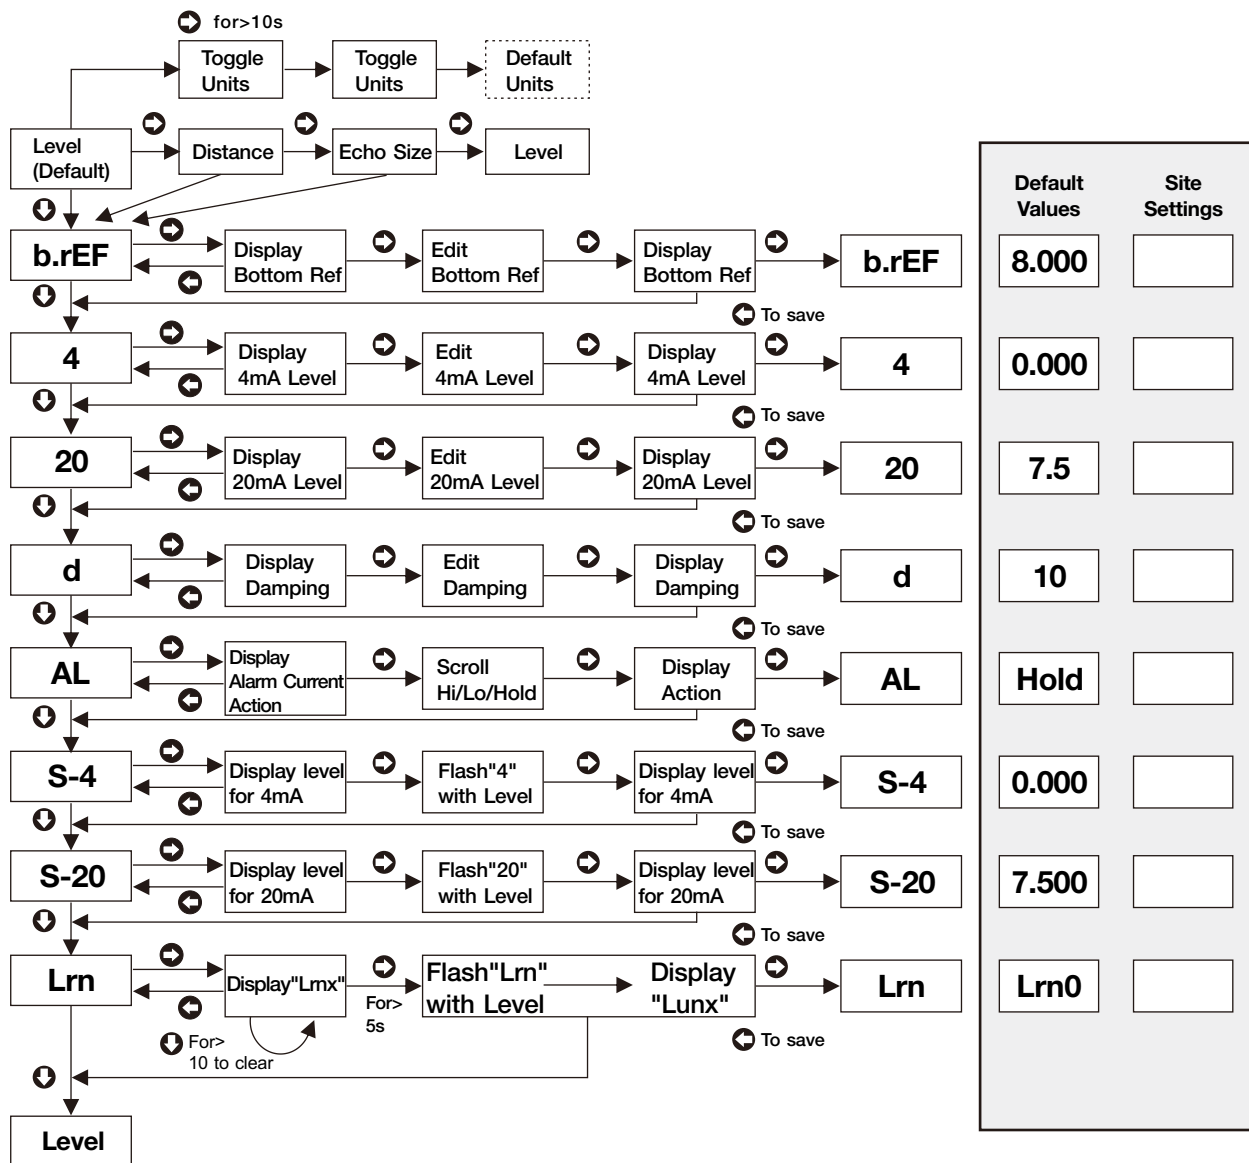 for>10s
Toggle
Units
Toggle
Units
Default
Units
Level
(Default)
Distance
Echo Size
Level
Default
Values
Site
Settings
b.rEF
Display
Bottom Ref
Edit
Bottom Ref
Display
Bottom Ref
b.rEF
8.000
To save
4
Display
4mA Level
Edit
4mA Level
Display
4mA Level
4
0.000
To save
20
Display
20mA Level
Edit
20mA Level
Display
20mA Level
20
7.5
To save
d
Display
Damping
Edit
Damping
Display
Damping
d
10
To save
AL
Display
Alarm Current
Action
Scroll
Hi/Lo/Hold
Display
Action
AL
Hold
To save
S-4
Display level
for 4mA
Flash"4"
with Level
Display level
for 4mA
S-4
0.000
To save
S-20
Display level
for 20mA
Flash"20"
with Level
Display level
for 20mA
S-20
7.500
To save
Lrn
Display"Lrnx"
For>
5s
Flash"Lrn"
with Level
Display
"Lunx"
Lrn
Lrn0
To save
For>
10 to clear
Level